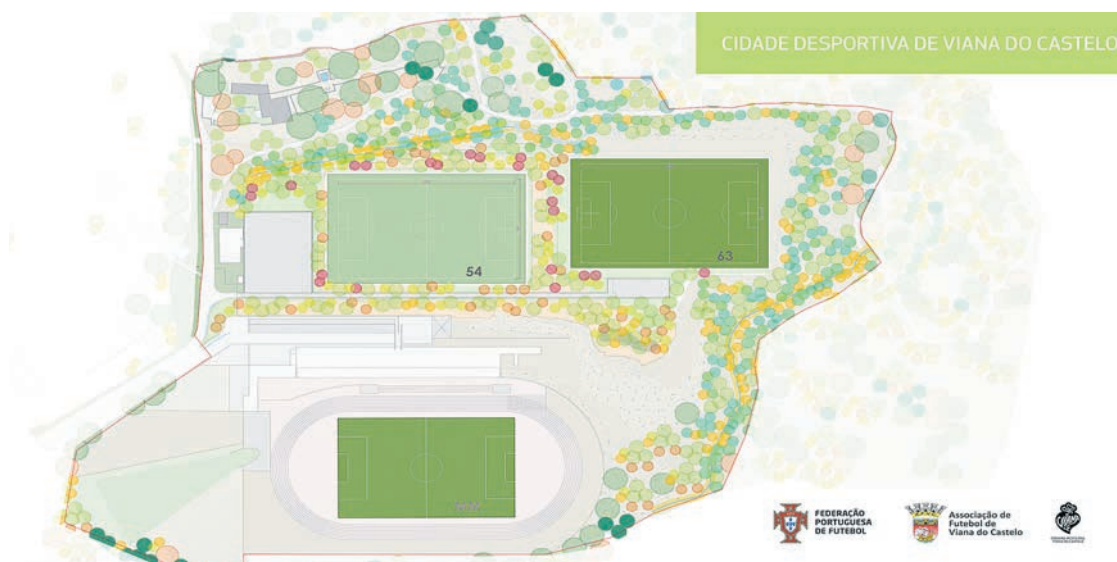 CIDADE DESPORTIVA DE VIANA DO CASTELO
54
63
FEDERAÇÃO
PORTUGUESA
DE FUTEBOL
Associação de
Futebol de
Viana do Castelo